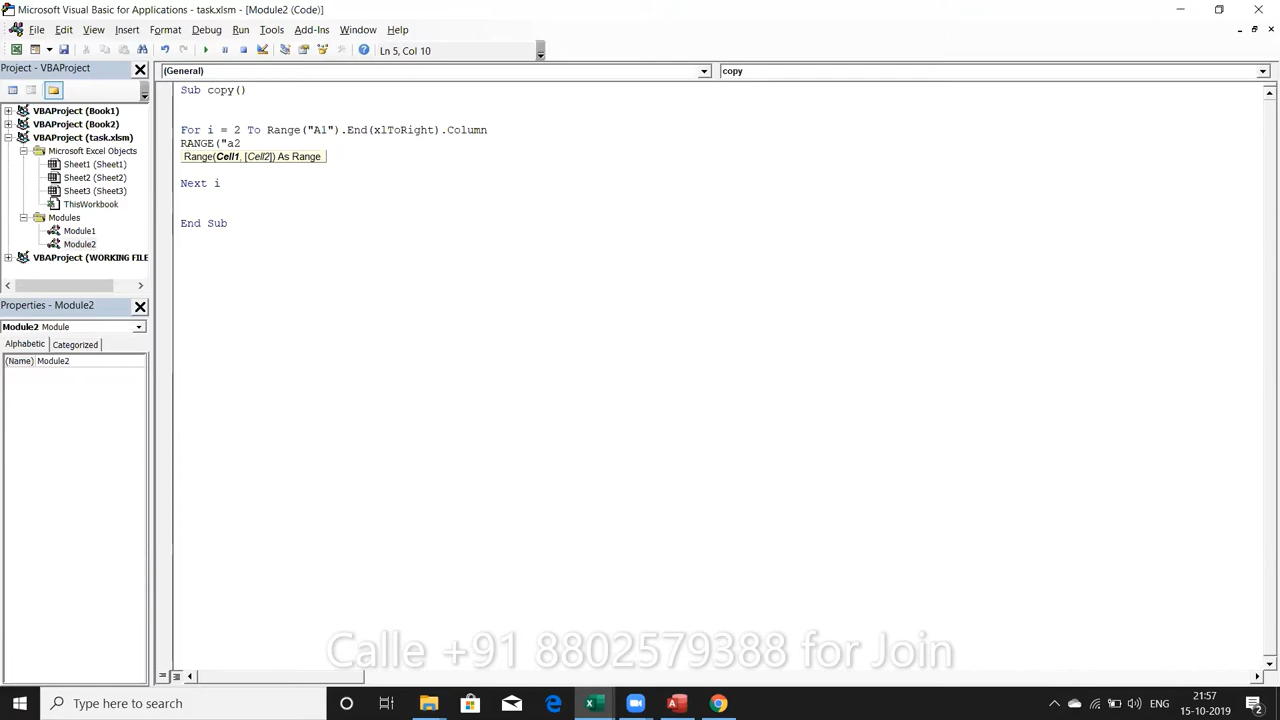 Microsoft Visual Basic for Applications - task.xlsm - [Module2 (Code)]
File Edit View Insert Format Debug Run Tools Add-Ins Window Help
Ln 5, Col 10
Project - VBAProject
(General)
copy
VBAProject (Book1)
VBAProject (Book2)
VBAProject (task.xlsm)
Microsoft Excel Objects
Sheet1 (Sheet1)
Sheet2 (Sheet2)
Sheet3 (Sheet3)
ThisWorkbook
Modules
Module1
Module2
VBAProject (WORKING FILE
Sub copy()
For i = 2 To Range("A1").End(xlToRight).Column
RANGE("a2
Range(Cell1, [Cell2]) As Range
Next i
End Sub
Properties - Module2
Module2 Module
Alphabetic Categorized
(Name) Module2
Calle +91 8802579388 for Join
Type here to search
ENG
21:57
15-10-2019
2